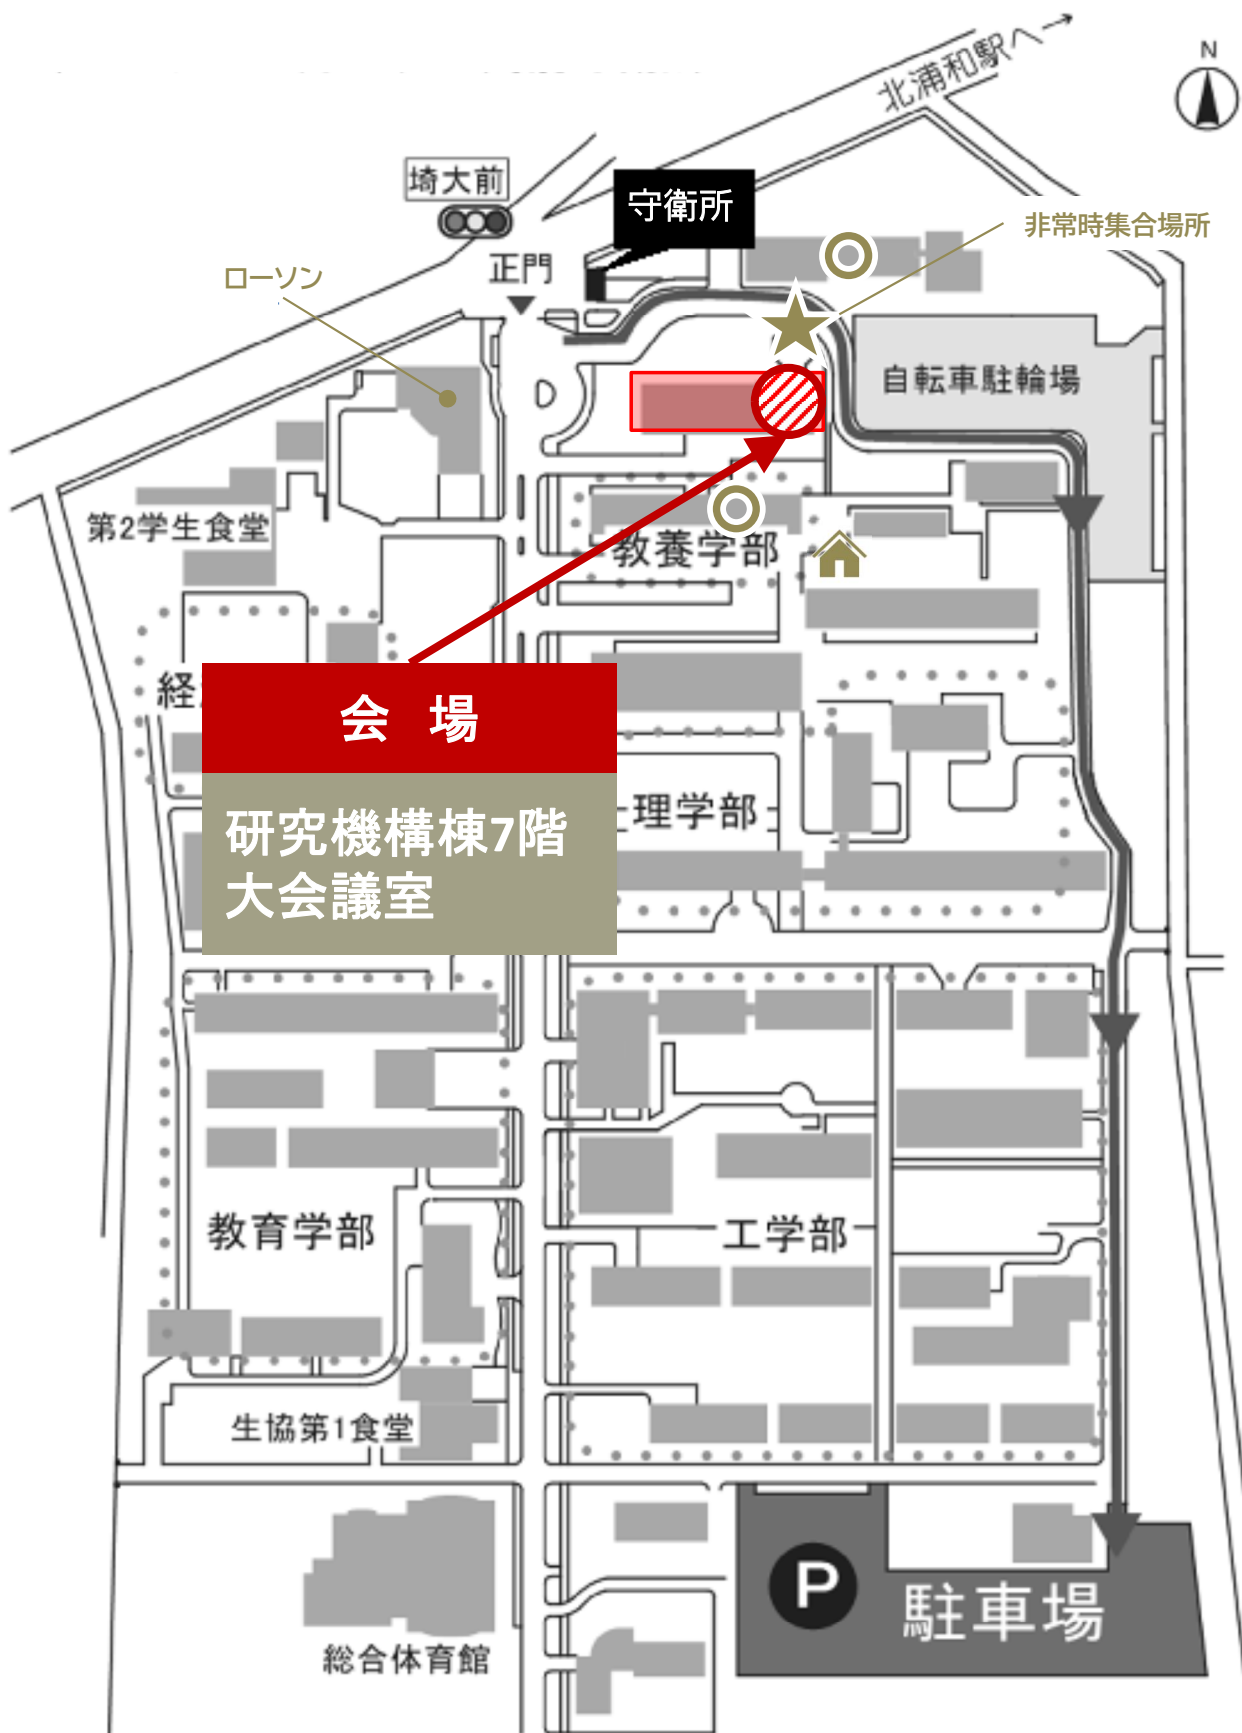 北浦和駅へ
N
埼大前
守衛所
非常時集合場所
正門
ローソン
自転車駐輪場
第2学生食堂
教養学部
経
会 場
研究機構棟7階
大会議室
理学部
教育学部
工学部
生協第1食堂
P
駐車場
総合体育館